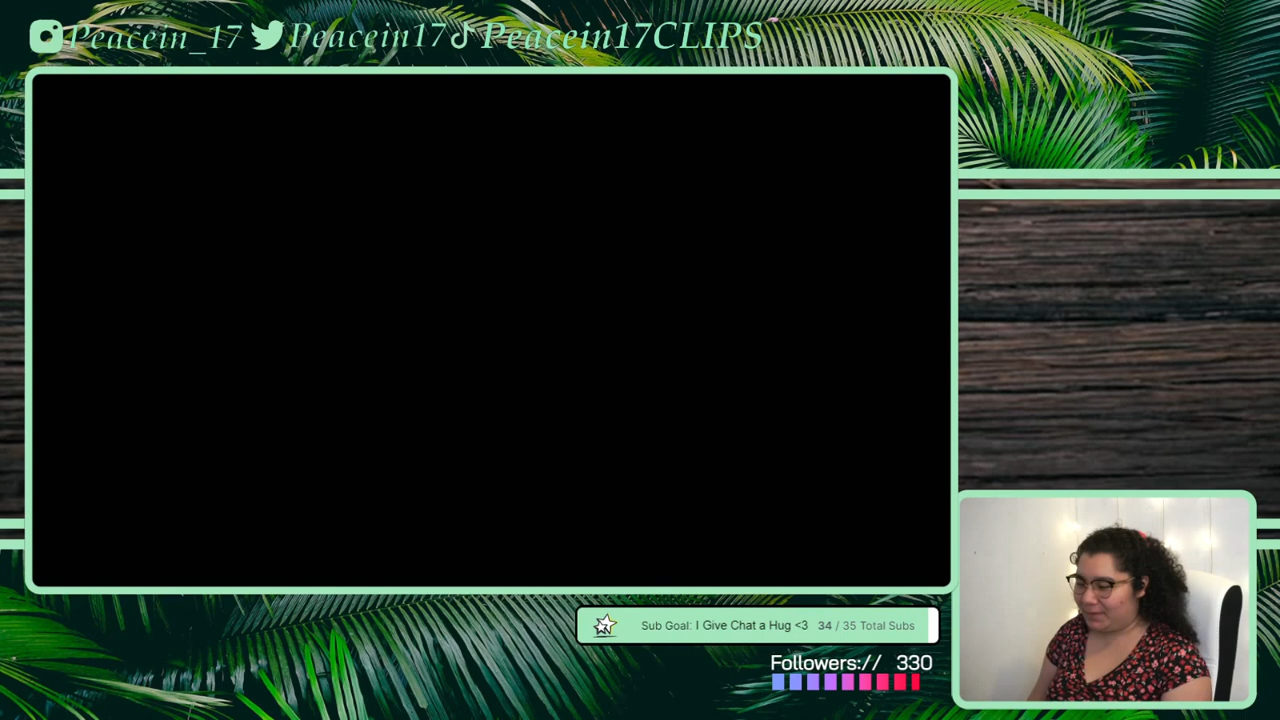 Peacein_17 Peacein17 Peacein17CLIPS
Sub Goal: I Give Chat a Hug <3 34 / 35 Total Subs
Followers:// 330